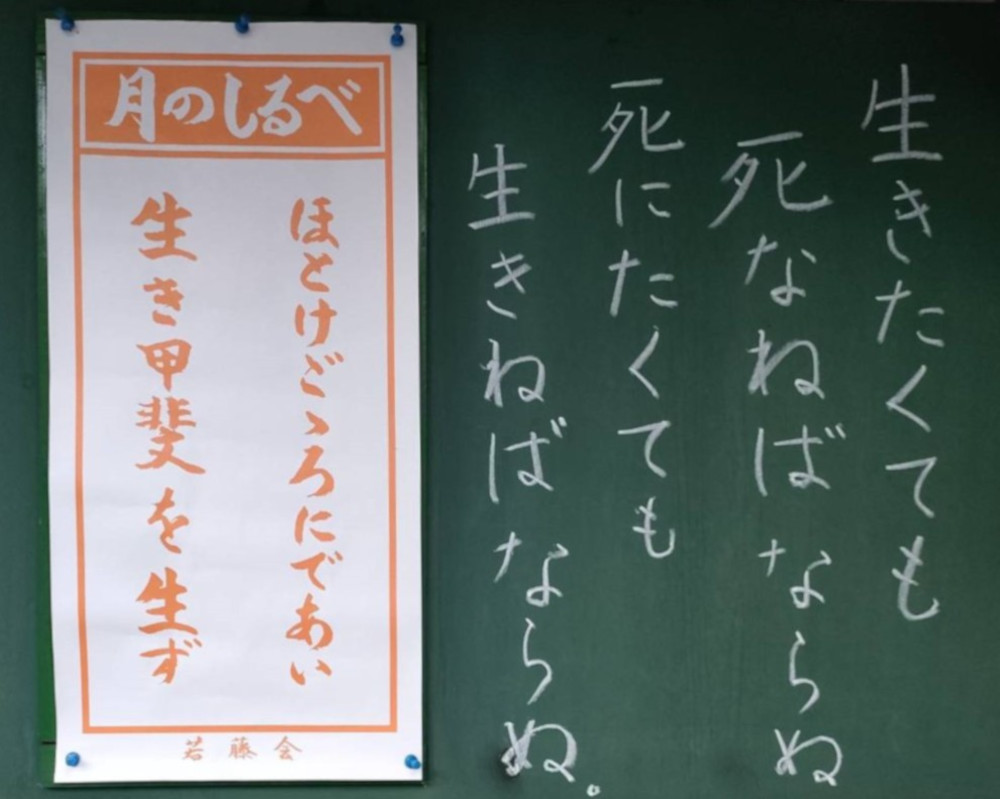 月のしるべ
ほとけごゝろにであい
生き甲斐を生ず
若藤会
生きたくても
死なねばならぬ
死にたくても
生きねばならぬ。